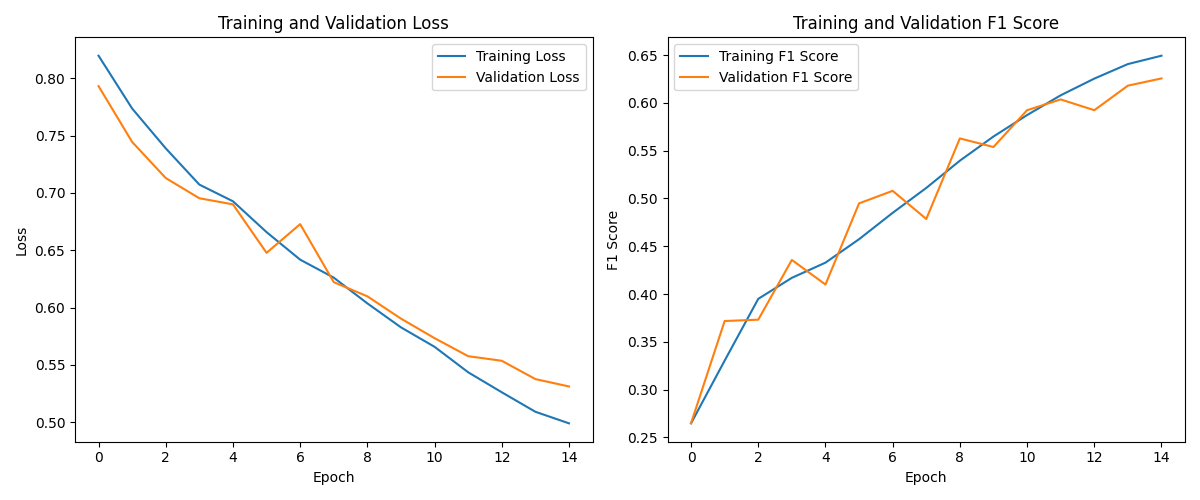 Training and Validation Loss
Training Loss
Validation Loss
0.80
0.75
0.70
0.65
0.60
0.55
0.50
Loss
0 2 4 6 8 10 12 14
Epoch
Training and Validation F1 Score
Training F1 Score
Validation F1 Score
0.65
0.60
0.55
0.50
0.45
0.40
0.35
0.30
0.25
F1 Score
0 2 4 6 8 10 12 14
Epoch